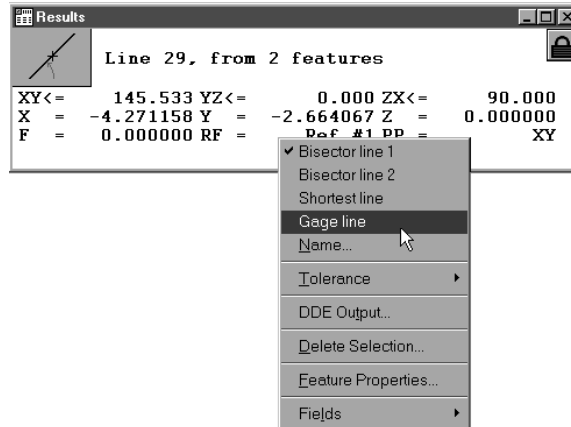 Results
Line 29, from 2 features
XY<= 145.533 YZ<= 0.000 ZX<= 90.000
X = -4.271158 Y = -2.664067 Z = 0.000000
F = 0.000000 RF = Ref #1 PP = XY
Bisector line 1
Bisector line 2
Shortest line
Gage line
Name...
Tolerance
DDE Output...
Delete Selection...
Feature Properties...
Fields